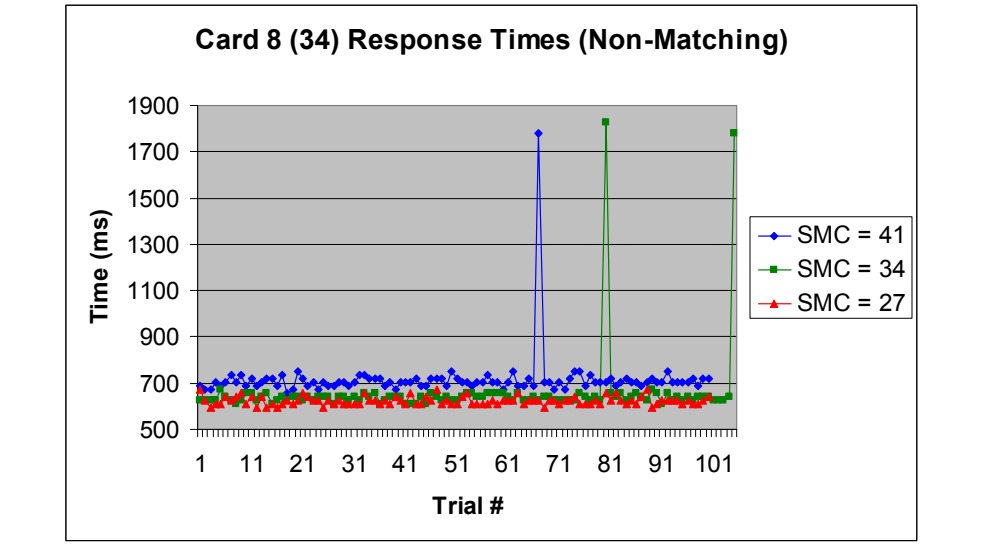 Card 8 (34) Response Times (Non-Matching)
1900
1700
1500
1300
1100
900
700
500
Time (ms)
1 11 21 31 41 51 61 71 81 91 101
Trial #
SMC = 41
SMC = 34
SMC = 27